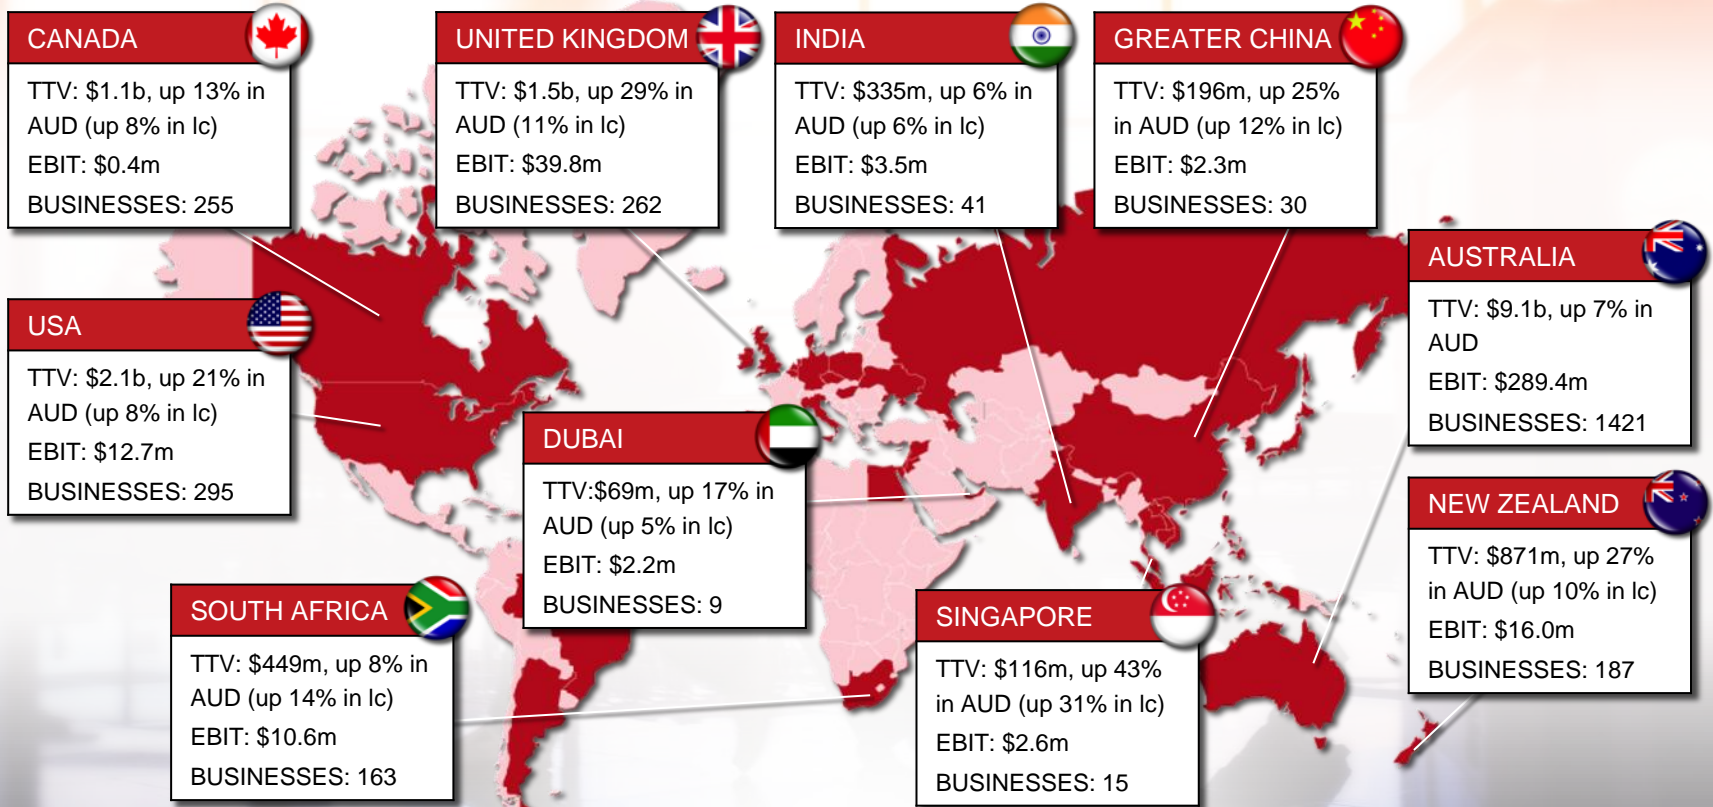 CANADA
TTV: $1.1b, up 13% in
AUD (up 8% in lc)
EBIT: $0.4m
BUSINESSES: 255
UNITED KINGDOM
TTV: $1.5b, up 29% in
AUD (11% in lc)
EBIT: $39.8m
BUSINESSES: 262
INDIA
TTV: $335m, up 6% in
AUD (up 6% in lc)
EBIT: $3.5m
BUSINESSES: 41
GREATER CHINA
TTV: $196m, up 25%
in AUD (up 12% in lc)
EBIT: $2.3m
BUSINESSES: 30
AUSTRALIA
TTV: $9.1b, up 7% in
AUD
EBIT: $289.4m
BUSINESSES: 1421
USA
TTV: $2.1b, up 21% in
AUD (up 8% in lc)
EBIT: $12.7m
BUSINESSES: 295
DUBAI
TTV:$69m, up 17% in
AUD (up 5% in lc)
EBIT: $2.2m
BUSINESSES: 9
NEW ZEALAND
TTV: $871m, up 27%
in AUD (up 10% in lc)
EBIT: $16.0m
BUSINESSES: 187
SOUTH AFRICA
TTV: $449m, up 8% in
AUD (up 14% in lc)
EBIT: $10.6m
BUSINESSES: 163
SINGAPORE
TTV: $116m, up 43%
in AUD (up 31% in lc)
EBIT: $2.6m
BUSINESSES: 15